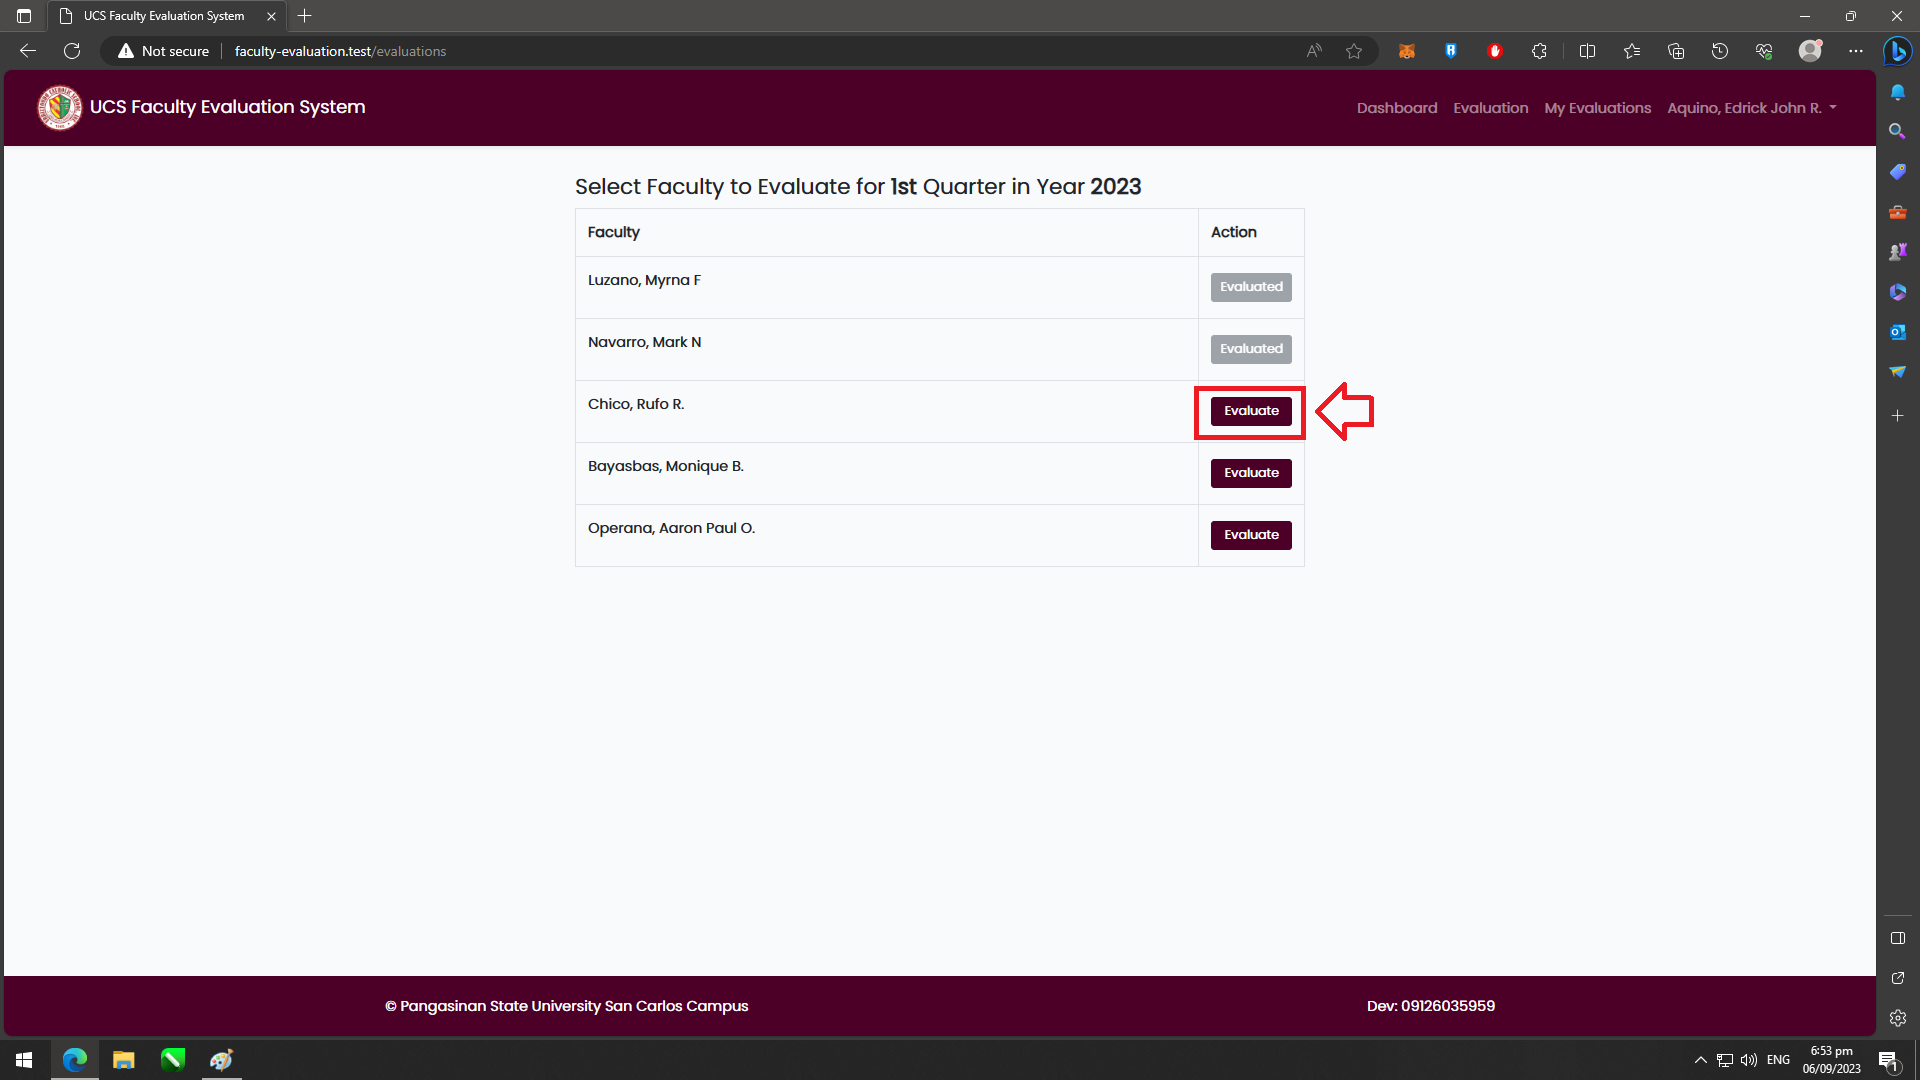 UCS Faculty Evaluation System
Not secure
faculty-evaluation.test/evaluations
UCS Faculty Evaluation System
Dashboard
Evaluation
My Evaluations
Aquino, Edrick John R.
Select Faculty to Evaluate for 1st Quarter in Year 2023
Faculty
Action
Luzano, Myrna F
Evaluated
Navarro, Mark N
Evaluated
Chico, Rufo R.
Evaluate
Bayasbas, Monique B.
Evaluate
Operana, Aaron Paul O.
Evaluate
© Pangasinan State University San Carlos Campus
Dev: 09126035959
ENG
6:53 pm
06/09/2023
1